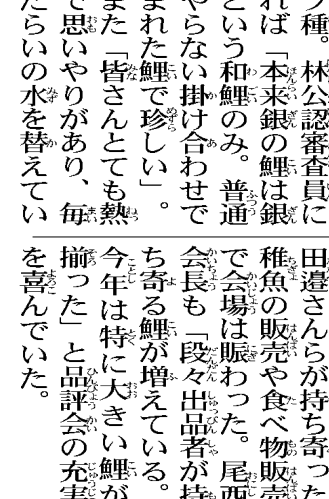 種。林公認審査員に
れば「本来銀の鯉は銀
という和鯉のみ。普通
やらない掛け合わせで
まれた鯉で珍しい」。
また「皆さんとても熱
で思いやりがあり、毎
たらいの水を替えてい
田邉さんが持ち寄った
稚魚の販売や食べ物販売
で会場は賑わった。尾西
会長も「段々出品者が持
ち寄る鯉が増えている。
今年は特に大きい鯉が
揃った」と品評会の充実
を喜んでいた。